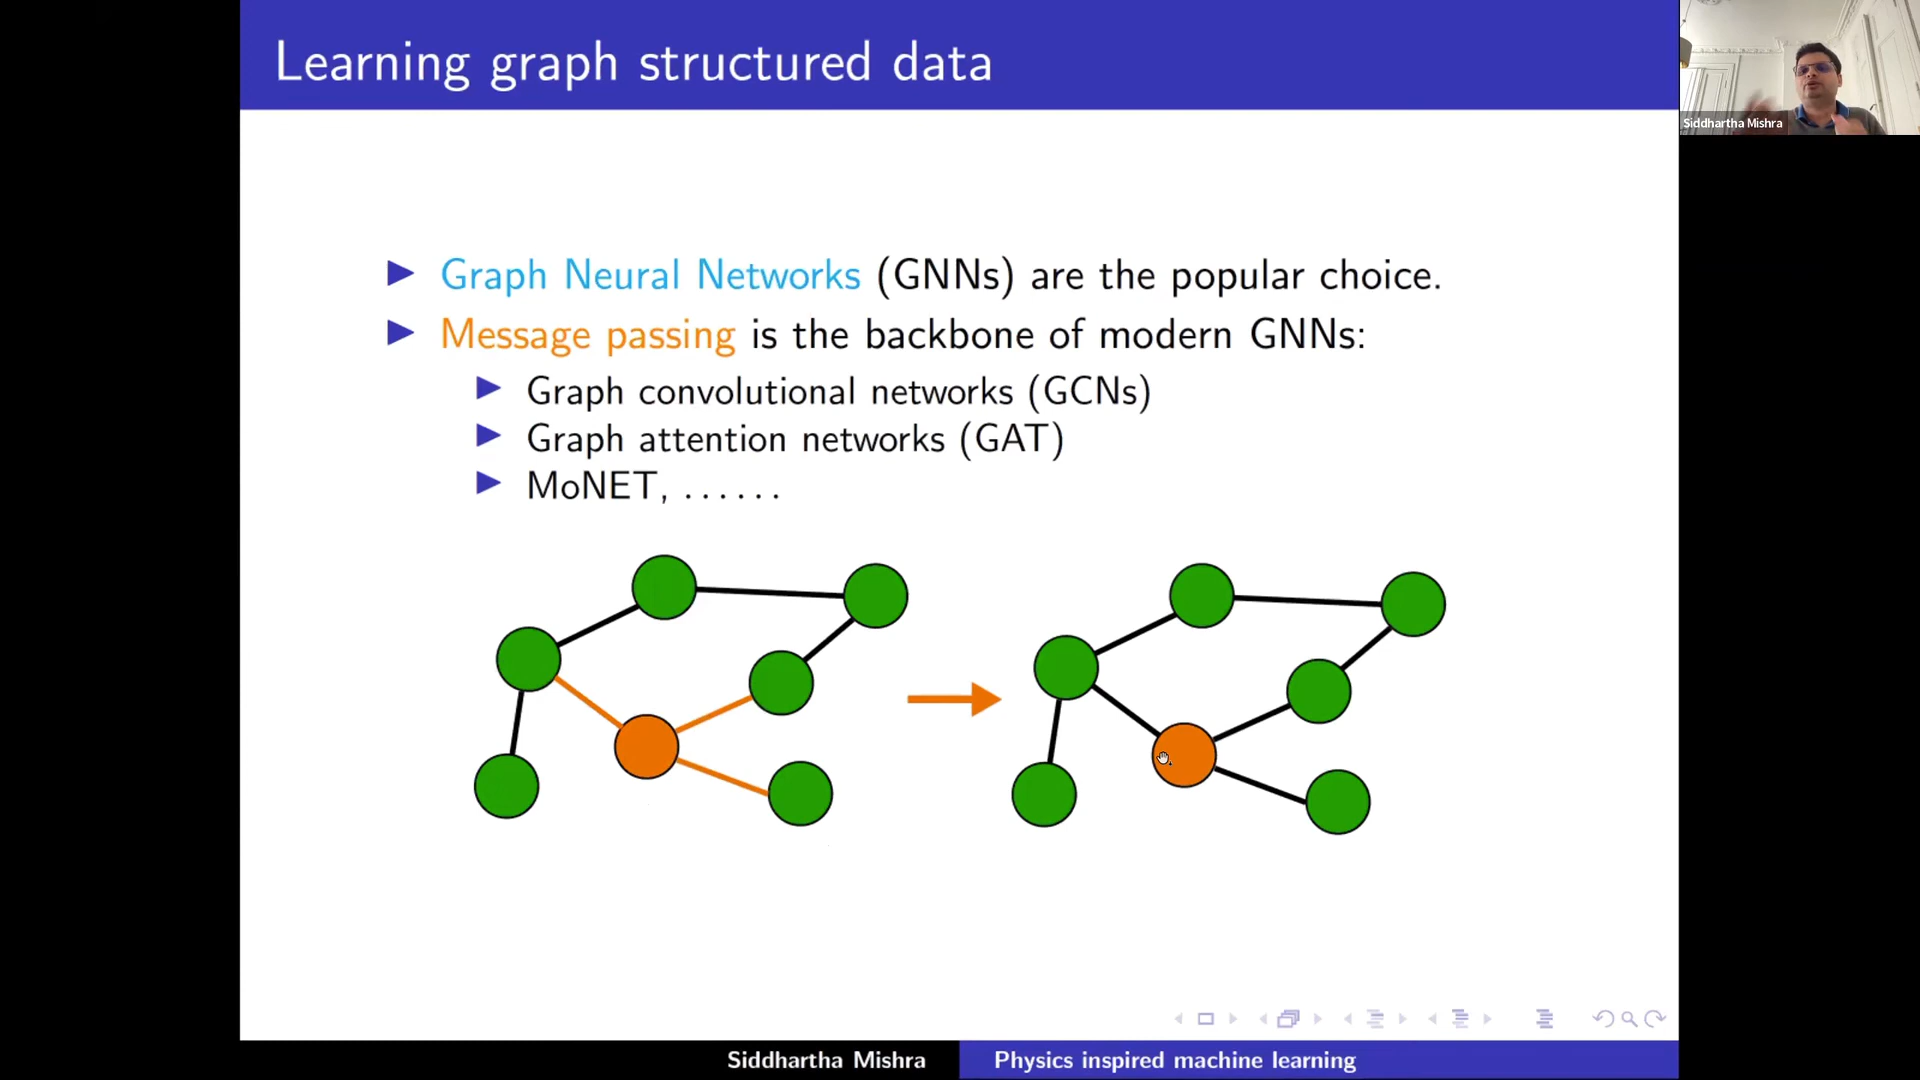 Learning graph structured data
Siddhartha Mishra
Graph Neural Networks (GNNs) are the popular choice.
Message passing is the backbone of modern GNNs:
Graph convolutional networks (GCNs)
Graph attention networks (GAT)
MoNET, ......
Siddhartha Mishra
Physics inspired machine learning